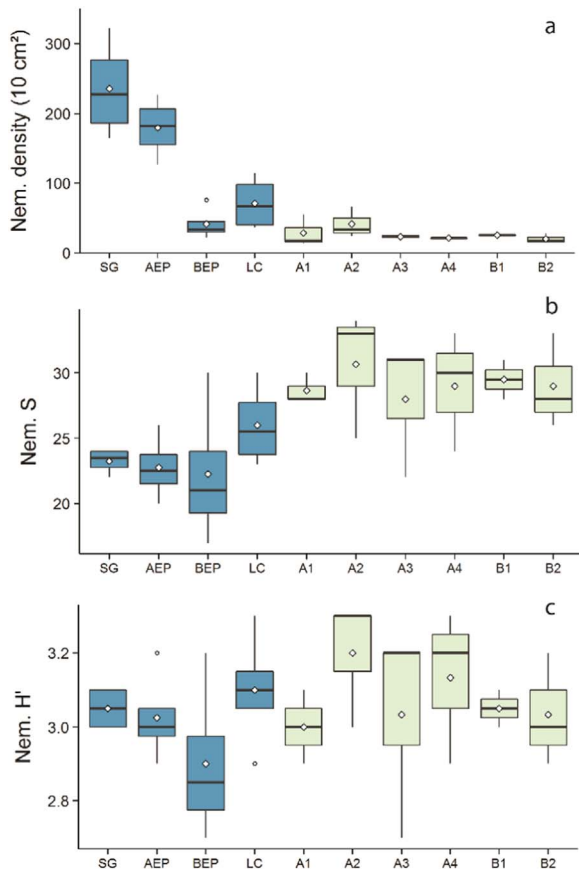 a
Nem. density (10 cm²)
300
200
100
0
SG AEP BEP LC A1 A2 A3 A4 B1 B2
b
Nem. S
30
25
20
SG AEP BEP LC A1 A2 A3 A4 B1 B2
c
Nem. H'
3.2
3.0
2.8
SG AEP BEP LC A1 A2 A3 A4 B1 B2